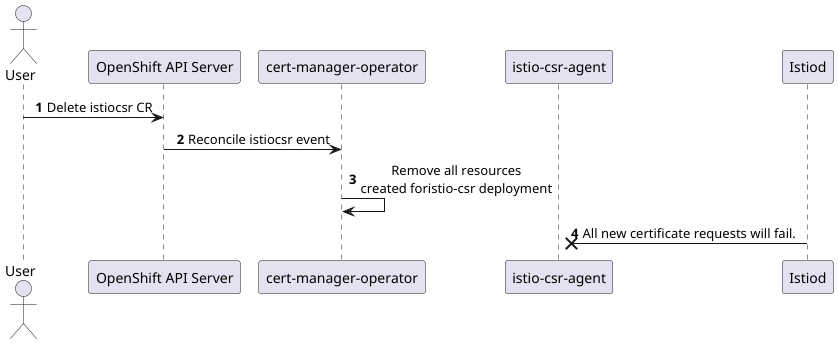 User
OpenShift API Server
cert-manager-operator
istio-csr-agent
Istiod
1 Delete istiocsr CR
2 Reconcile istiocsr event
3 Remove all resources
created foristio-csr deployment
4 All new certificate requests will fail.
User
OpenShift API Server
cert-manager-operator
istio-csr-agent
Istiod